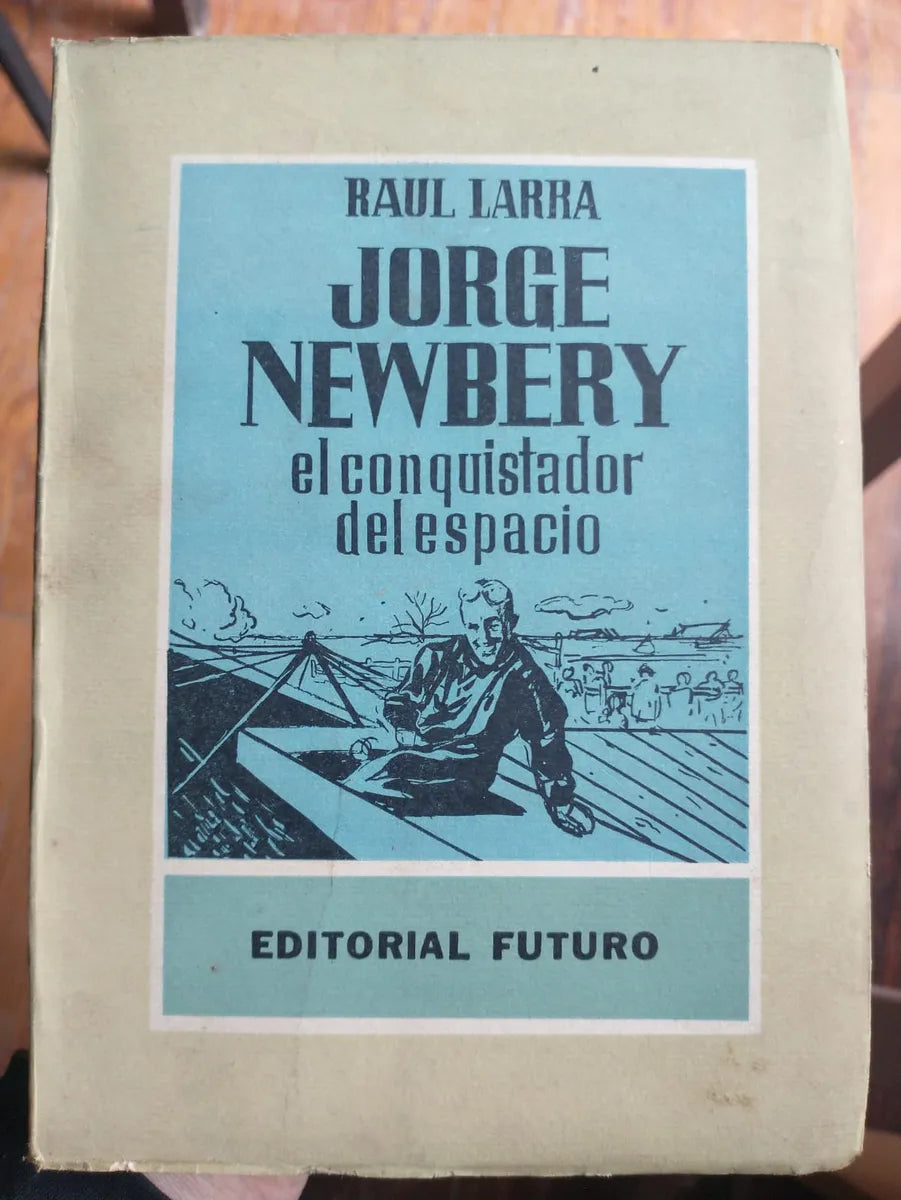 RAUL LARRA
JORGE
NEWBERY
el conquistador
del espacio
EDITORIAL FUTURO